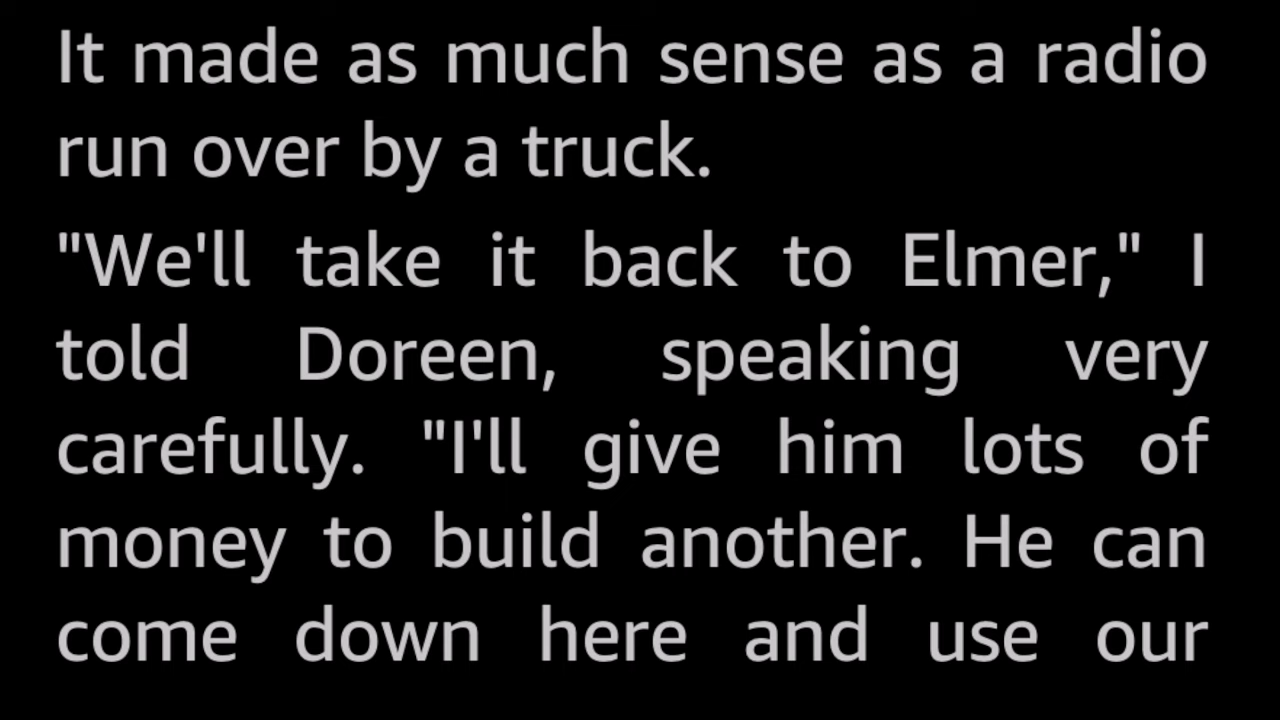 It made as much sense as a radio
run over by a truck.
"We'll take it back to Elmer," I
told Doreen, speaking very
carefully. "I'll give him lots of
money to build another. He can
come down here and use our